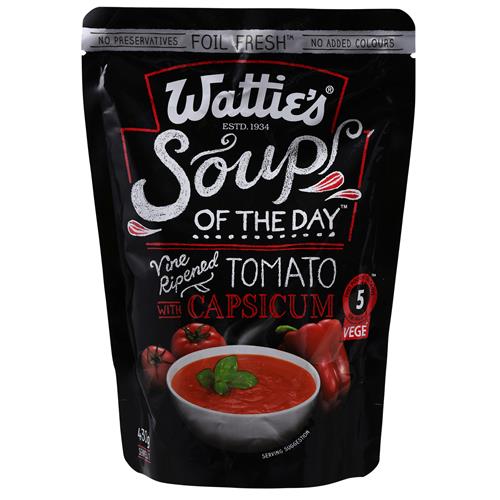 NO PRESERVATIVES FOIL FRESH™ NO ADDED COLOURS
Wattie's®
ESTD. 1934
Soup
OF THE DAY™
Vine
Ripened
TOMATO
WITH CAPSICUM
5
VEGE
430g
SERVING SUGGESTION